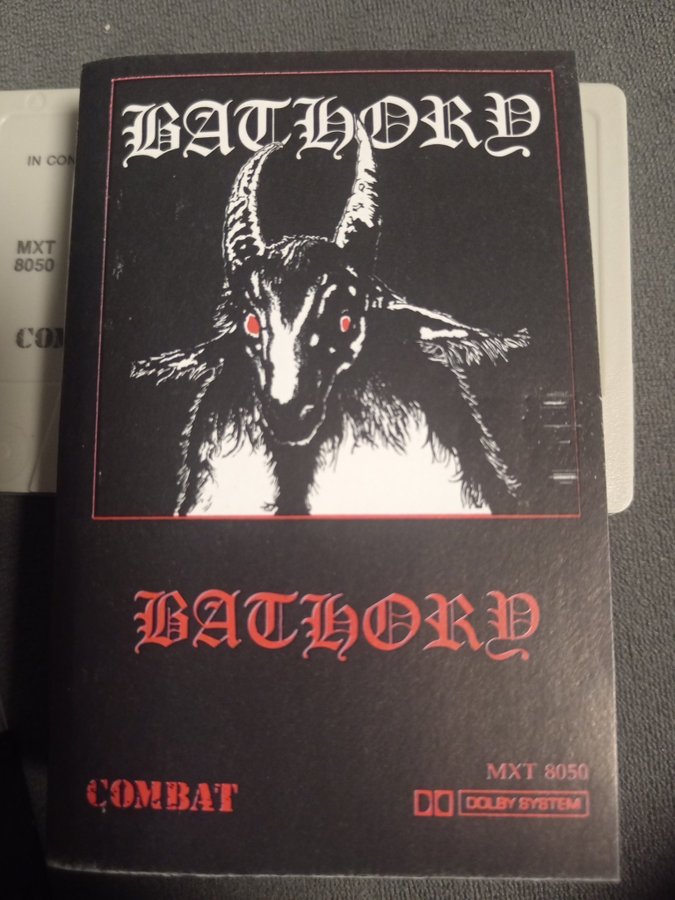 BATHORY
IN CON
MXT
8050
COM
BATHORY
MXT 8050
COMBAT
DOLBY SYSTEM